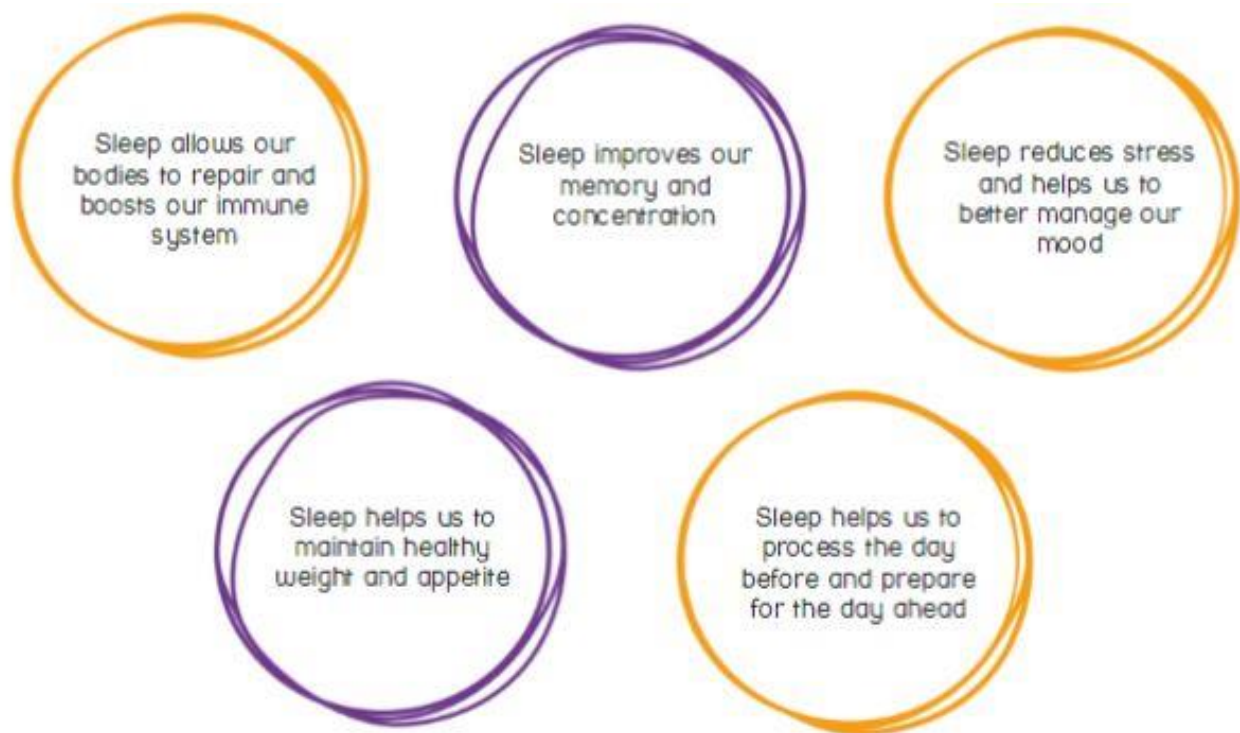 Sleep allows our
bodies to repair and
boosts our immune
system
Sleep improves our
memory and
concentration
Sleep reduces stress
and helps us to
better manage our
mood
Sleep helps us to
maintain healthy
weight and appetite
Sleep helps us to
process the day
before and prepare
for the day ahead